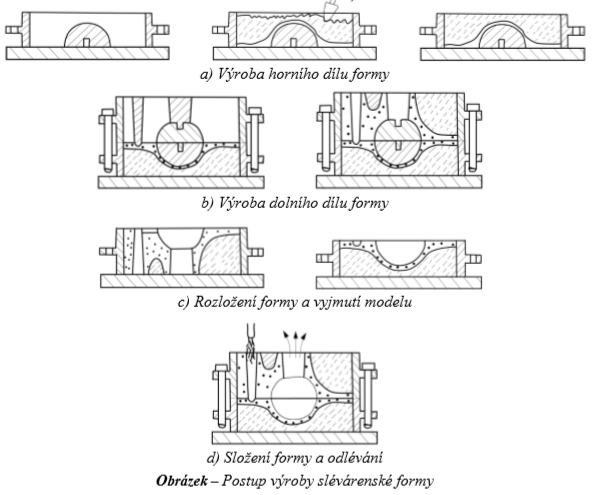 a) Výroba horního dílu formy
b) Výroba dolního dílu formy
c) Rozložení formy a vyjmutí modelu
d) Složení formy a odlévání
Obrázek – Postup výroby slévárenské formy